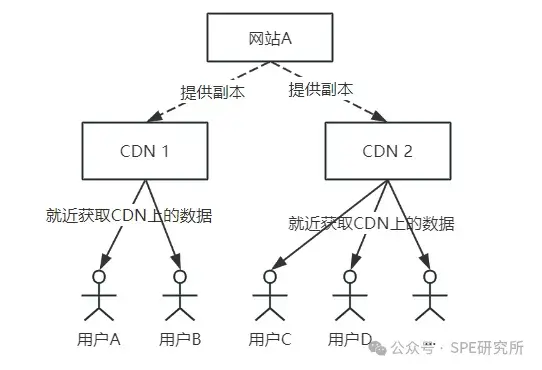 网站A
提供副本
提供副本
CDN 1
CDN 2
就近获取CDN上的数据
就近获取CDN上的数据
用户A
用户B
用户C
用户D
...
公众号 · SPE研究所